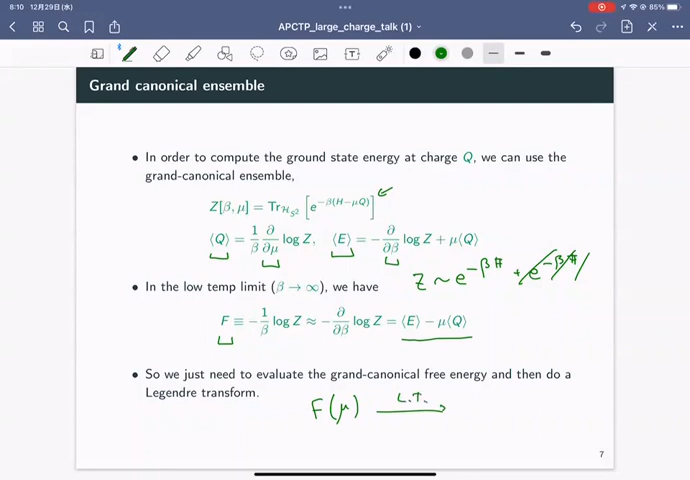 8:10 12月29日(水)
85%
APCTP_large_charge_talk (1)
Grand canonical ensemble
• In order to compute the ground state energy at charge Q, we can use the
grand-canonical ensemble,
Z[β, μ] = Tr_{ℋ_{S²}} [e^{−β(H−μQ)}]
⟨Q⟩ = 1/β ∂/∂μ log Z, ⟨E⟩ = −∂/∂β log Z + μ⟨Q⟩
Z ~ e^{-β#} + e^{-β#}
• In the low temp limit (β → ∞), we have
F ≡ −1/β log Z ≈ −∂/∂β log Z = ⟨E⟩ − μ⟨Q⟩
• So we just need to evaluate the grand-canonical free energy and then do a
Legendre transform.
F(μ) L.T.
7